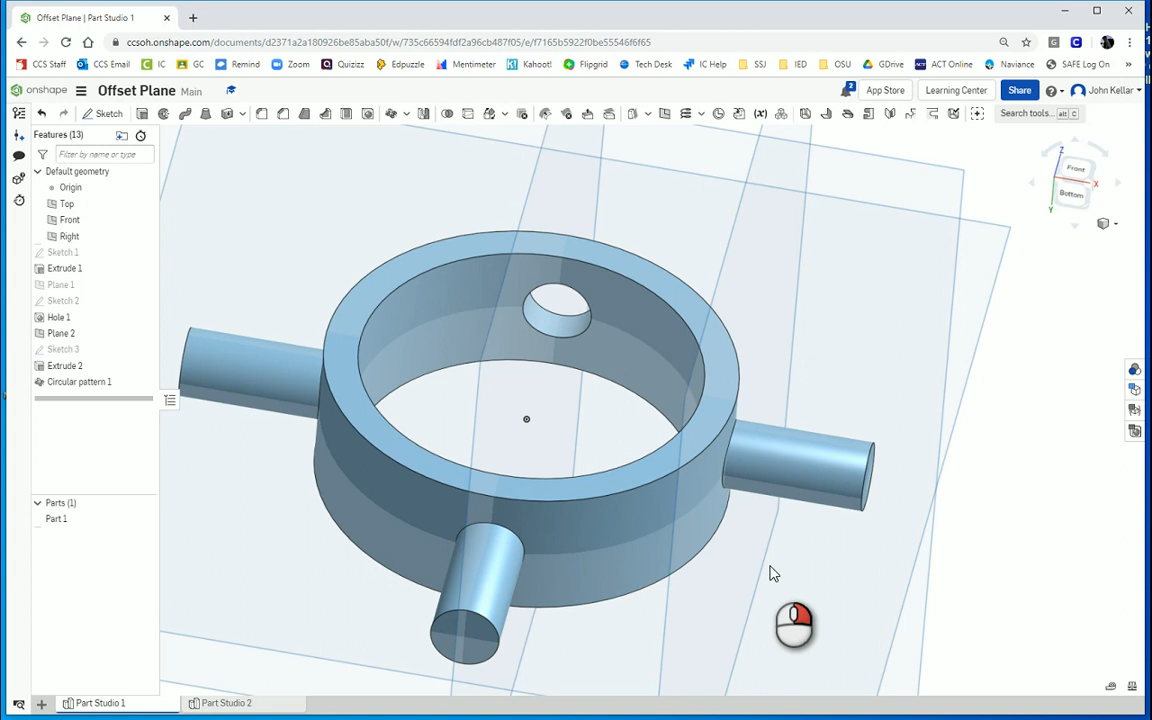 Offset Plane | Part Studio 1
ccsoh.onshape.com/documents/d2371a2a180926be85aba50f/w/735c66594fdf2a96cb487f05/e/f7165b5922f0be55546f6f65
CCS Staff CCS Email IC GC Remind Zoom Quizizz Edpuzzle Mentimeter Kahoot! Flipgrid Tech Desk IC Help SSJ IED OSU GDrive ACT Online Naviance SAFE Log On
onshape Offset Plane Main 2 App Store Learning Center Share John Kellar
Sketch (x) Search tools... alt C
Features (13)
Filter by name or type
Default geometry
Origin
Top
Front
Right
Sketch 1
Extrude 1
Plane 1
Sketch 2
Hole 1
Plane 2
Sketch 3
Extrude 2
Circular pattern 1
Parts (1)
Part 1
Z
Front
X
Bottom
Y
Part Studio 1 Part Studio 2